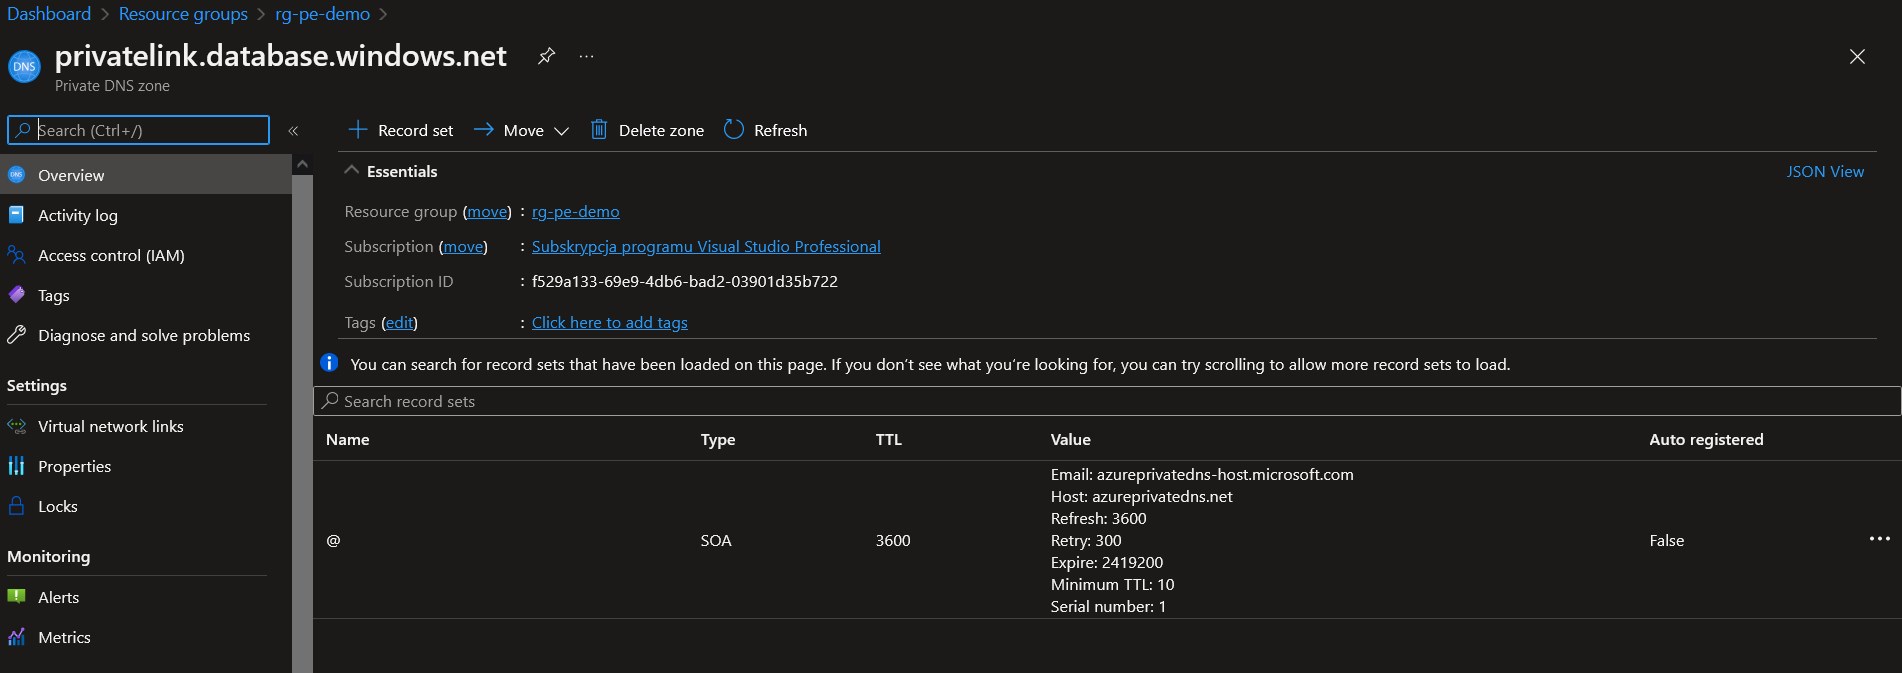 Dashboard > Resource groups > rg-pe-demo >
DNS
privatelink.database.windows.net ...
Private DNS zone
Search (Ctrl+/) «
Overview
Activity log
Access control (IAM)
Tags
Diagnose and solve problems
Settings
Virtual network links
Properties
Locks
Monitoring
Alerts
Metrics
Record set Move Delete zone Refresh
Essentials JSON View
Resource group (move) : rg-pe-demo
Subscription (move) : Subskrypcja programu Visual Studio Professional
Subscription ID : f529a133-69e9-4db6-bad2-03901d35b722
Tags (edit) : Click here to add tags
You can search for record sets that have been loaded on this page. If you don't see what you're looking for, you can try scrolling to allow more record sets to load.
Search record sets
Name Type TTL Value Auto registered
Email: azureprivatedns-host.microsoft.com
Host: azureprivatedns.net
Refresh: 3600
@ SOA 3600 Retry: 300 False ...
Expire: 2419200
Minimum TTL: 10
Serial number: 1